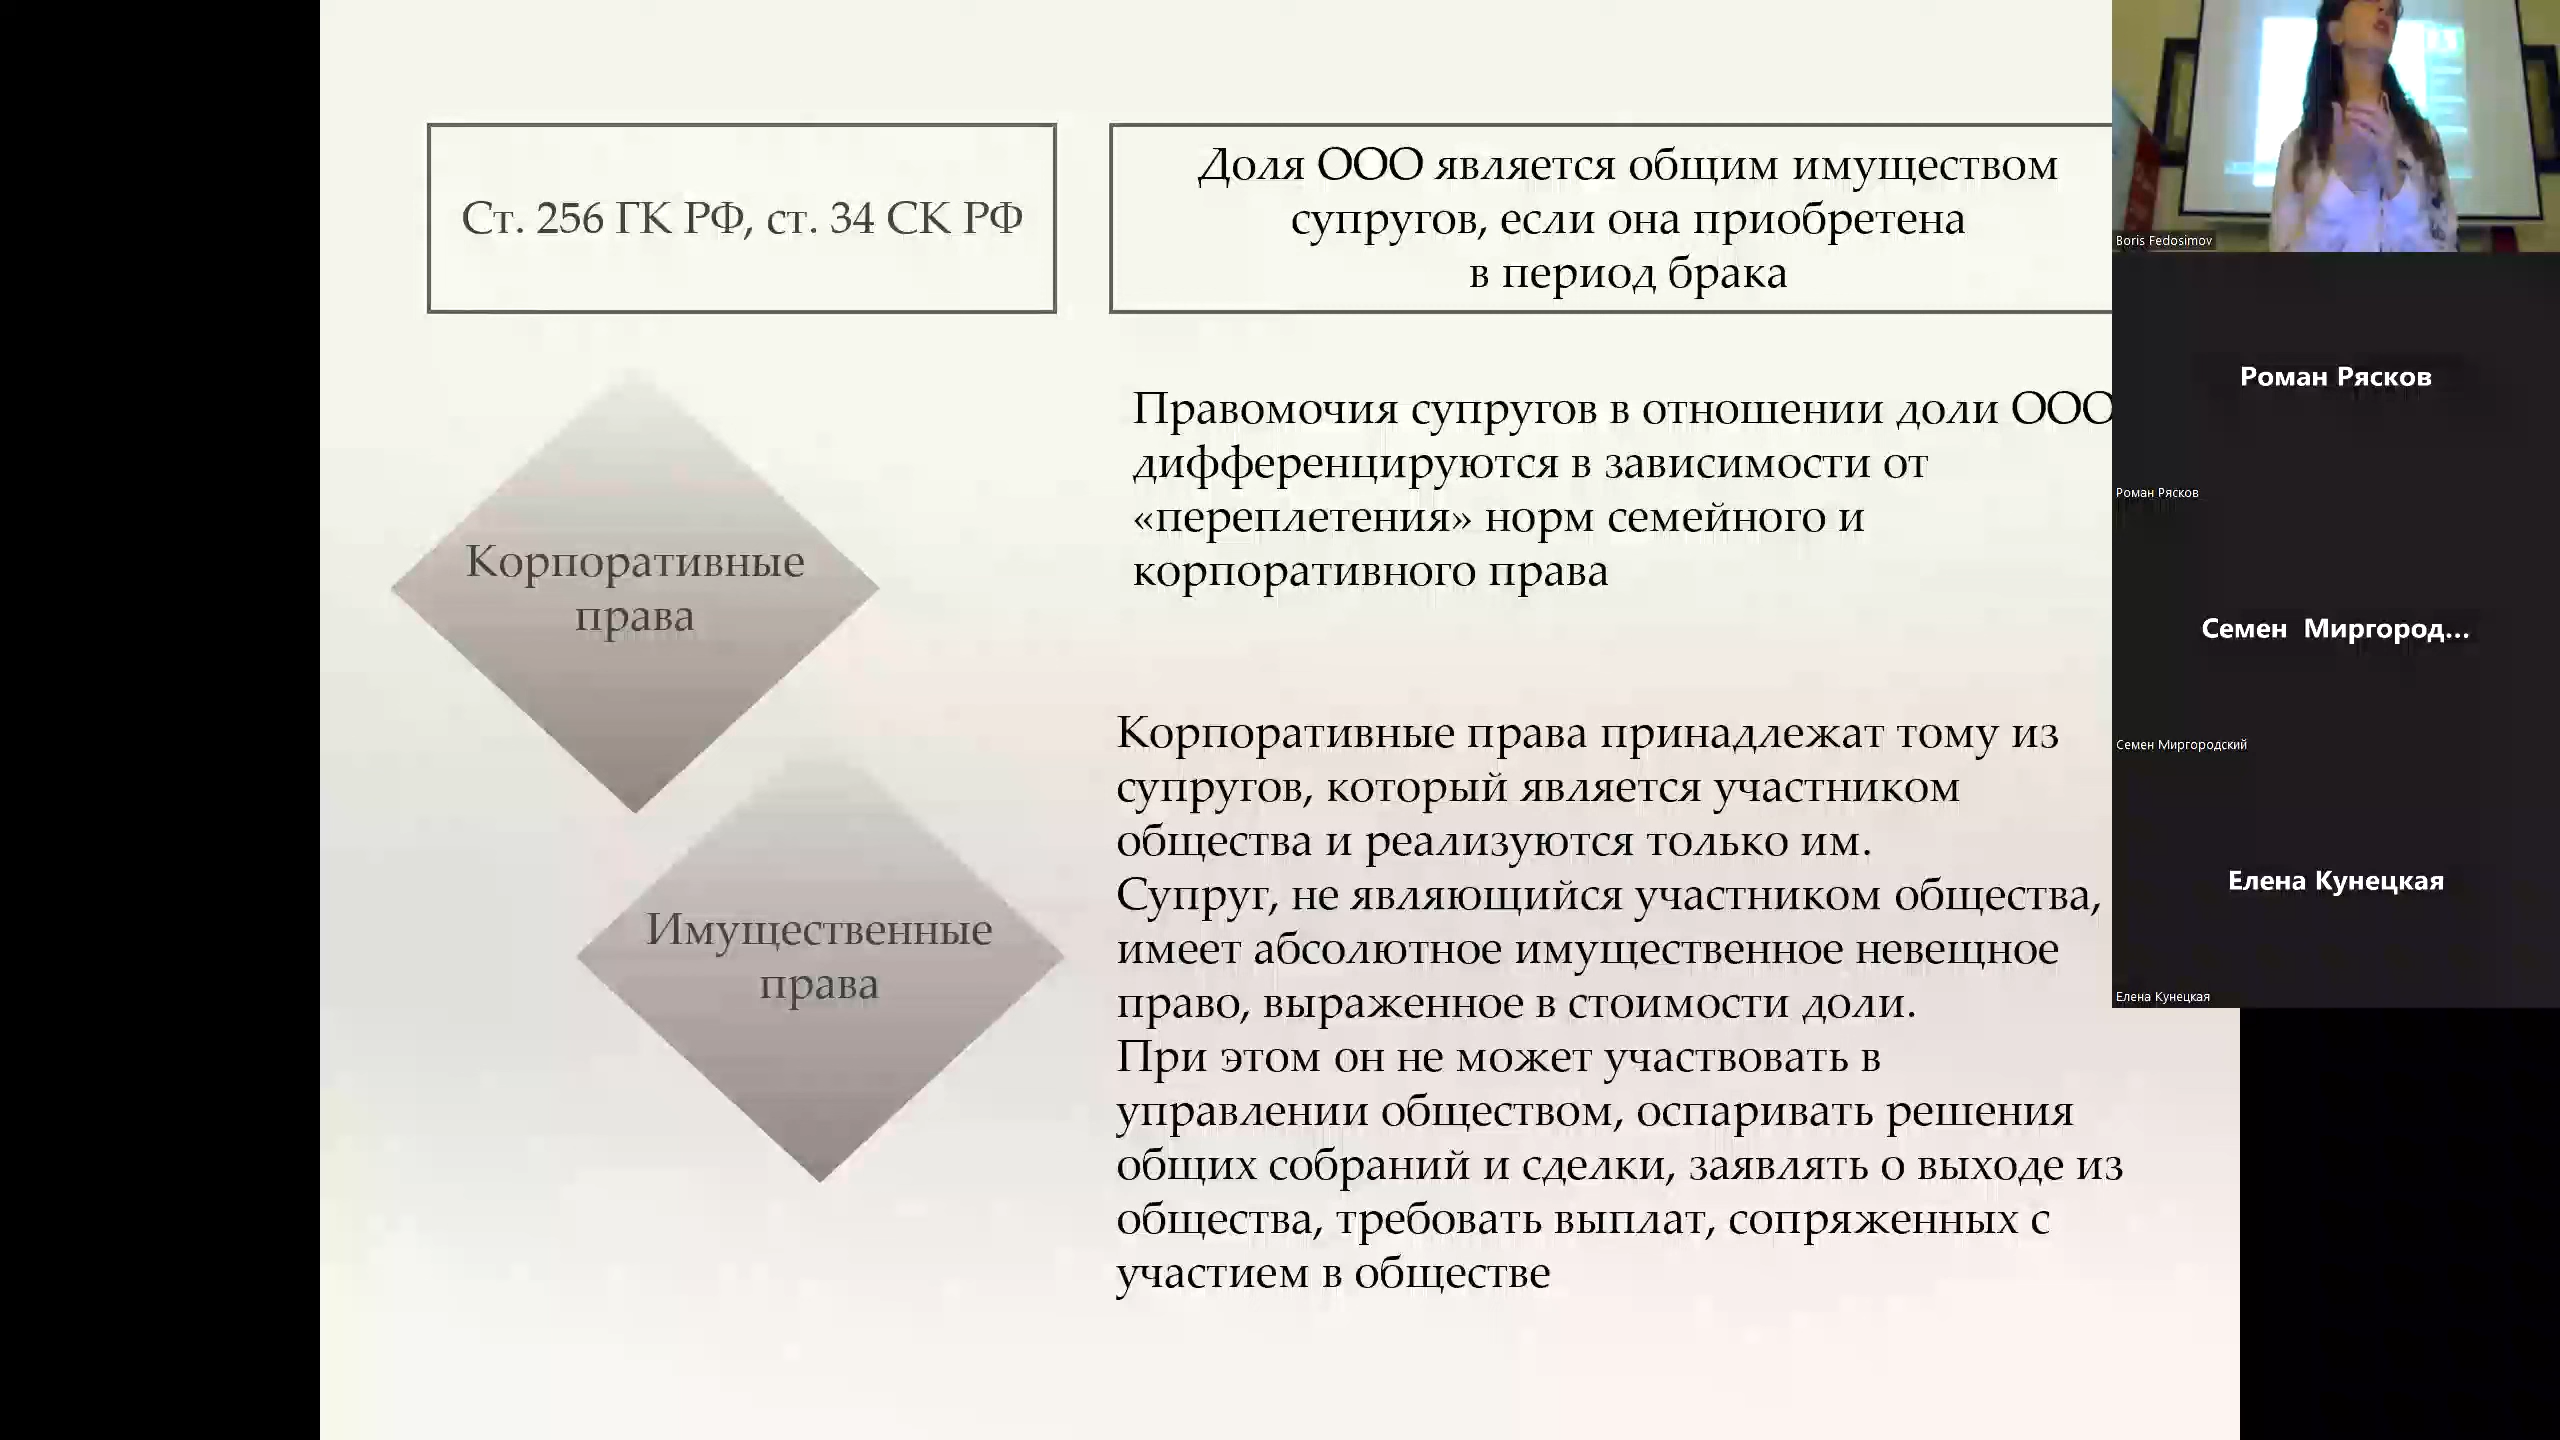 Ст. 256 ГК РФ, ст. 34 СК РФ
Доля ООО является общим имуществом
супругов, если она приобретена
в период брака
Корпоративные
права
Имущественные
права
Правомочия супругов в отношении доли ООО
дифференцируются в зависимости от
«переплетения» норм семейного и
корпоративного права
Корпоративные права принадлежат тому из
супругов, который является участником
общества и реализуются только им.
Супруг, не являющийся участником общества,
имеет абсолютное имущественное невещное
право, выраженное в стоимости доли.
При этом он не может участвовать в
управлении обществом, оспаривать решения
общих собраний и сделки, заявлять о выходе из
общества, требовать выплат, сопряженных с
участием в обществе
Boris Fedosimov
Роман Рясков
Роман Рясков
Семен Миргород...
Семен Миргородский
Елена Кунецкая
Елена Кунецкая